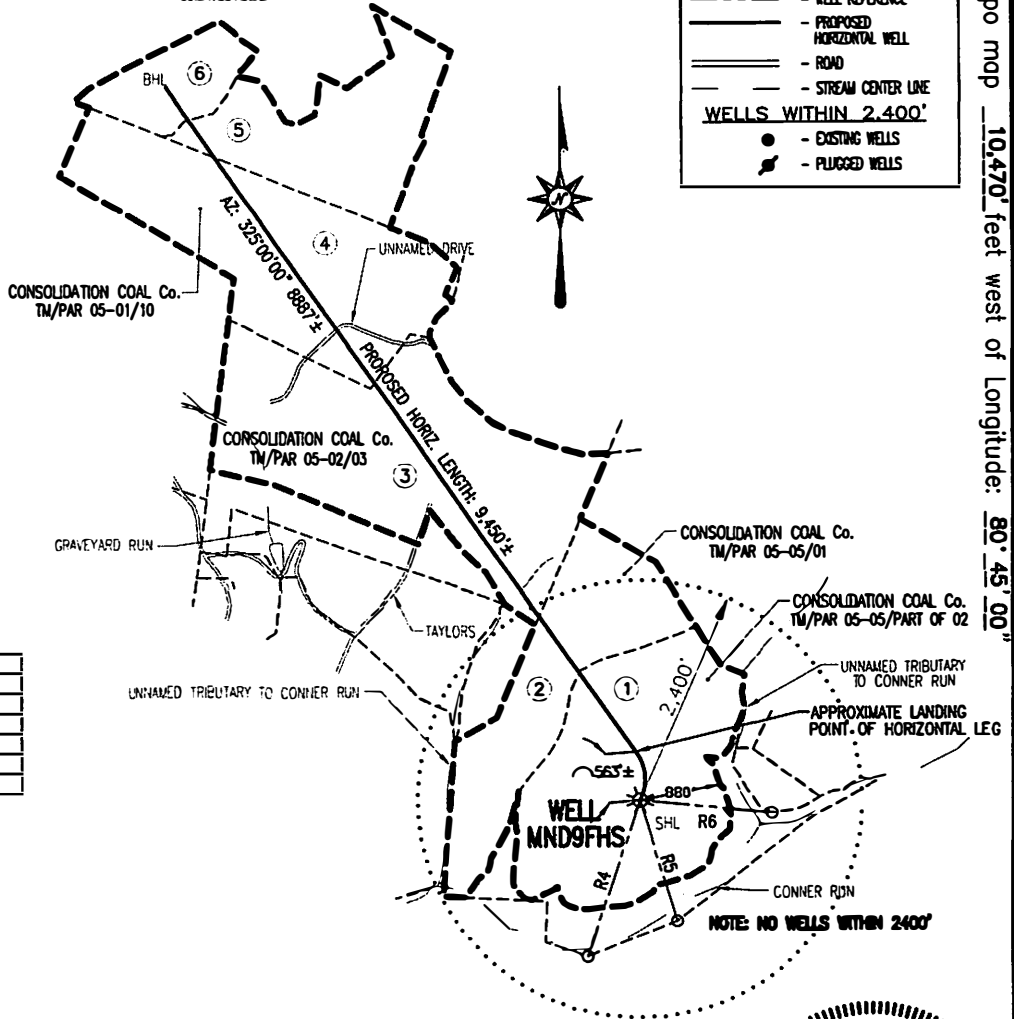 - PROPOSED
HORIZONTAL WELL
- ROAD
- STREAM CENTER LINE
WELLS WITHIN 2,400'
- EXISTING WELLS
- PLUGGED WELLS
po map 10,470' feet west of Longitude: 80° 45' 00"
N
BHL
6
5
4
UNNAMED DRIVE
AZ: 325°00'00" 8887'±
CONSOLIDATION COAL Co.
TM/PAR 05-01/10
PROROSED HORIZ. LENGTH: 9,450'±
CONSOLIDATION COAL Co.
TM/PAR 05-02/03
3
GRAVEYARD RUN
TAYLORS
CONSOLIDATION COAL Co.
TM/PAR 05-05/01
CONSOLIDATION COAL Co.
TM/PAR 05-05/PART OF 02
UNNAMED TRIBUTARY
TO CONNER RUN
UNNAMED TRIBUTARY TO CONNER RUN
2
1
2,400'
APPROXIMATE LANDING
POINT OF HORIZONTAL LEG
563'±
880'
WELL
MND9FHS
SHL
R6
R5
R4
CONNER RUN
NOTE: NO WELLS WITHIN 2400'